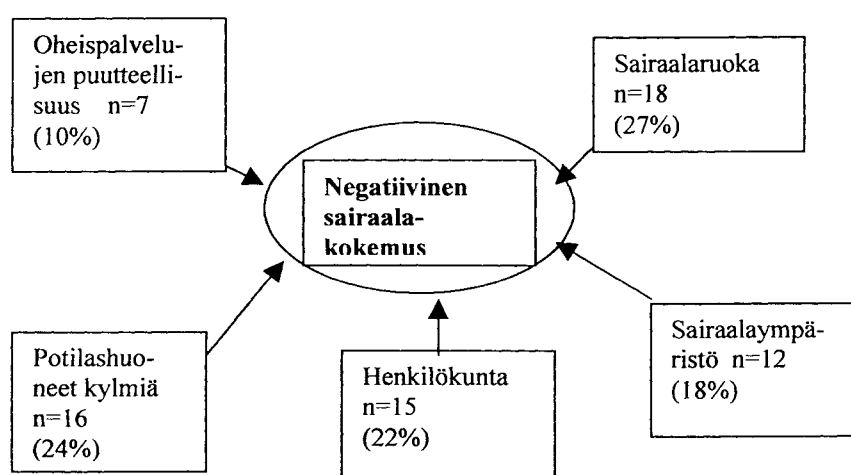 Oheispalvelu-
jen puutteelli-
suus n=7
(10%)
Sairaalaruoka
n=18
(27%)
Negatiivinen
sairaala-
kokemus
Potilashuo-
neet kylmiä
n=16
(24%)
Henkilökunta
n=15
(22%)
Sairaalaympä-
ristö n=12
(18%)